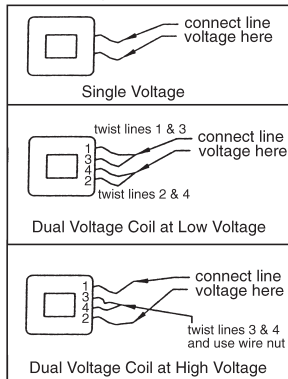 connect line
voltage here
Single Voltage
twist lines 1 & 3
connect line
voltage here
1
3
4
2
twist lines 2 & 4
Dual Voltage Coil at Low Voltage
connect line
voltage here
1
3
4
2
twist lines 3 & 4
and use wire nut
Dual Voltage Coil at High Voltage